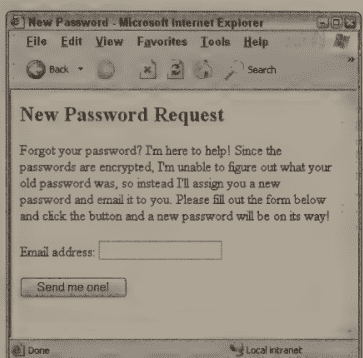 New Password - Microsoft Internet Explorer
File Edit View Favorites Tools Help
»
Back Search
New Password Request
Forgot your password? I'm here to help! Since the
passwords are encrypted, I'm unable to figure out what your
old password was, so instead I'll assign you a new
password and email it to you. Please fill out the form below
and click the button and a new password will be on its way!
Email address:
Send me one!
Done Local intranet